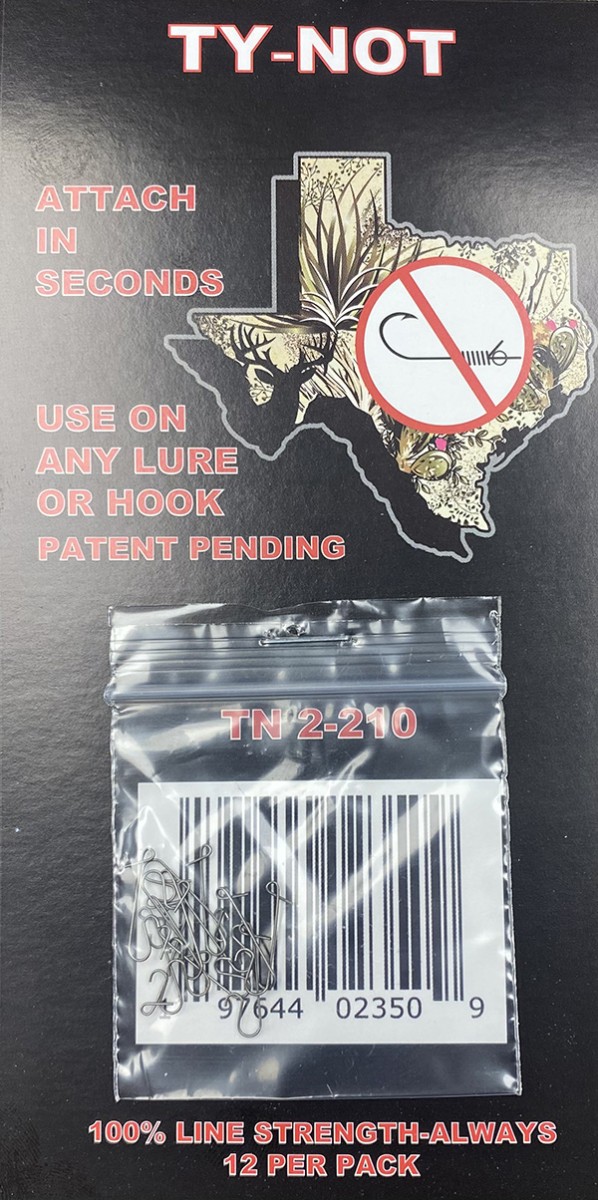 TY-NOT
ATTACH
IN
SECONDS
USE ON
ANY LURE
OR HOOK
PATENT PENDING
TN 2-210
97644 02350 9
100% LINE STRENGTH-ALWAYS
12 PER PACK